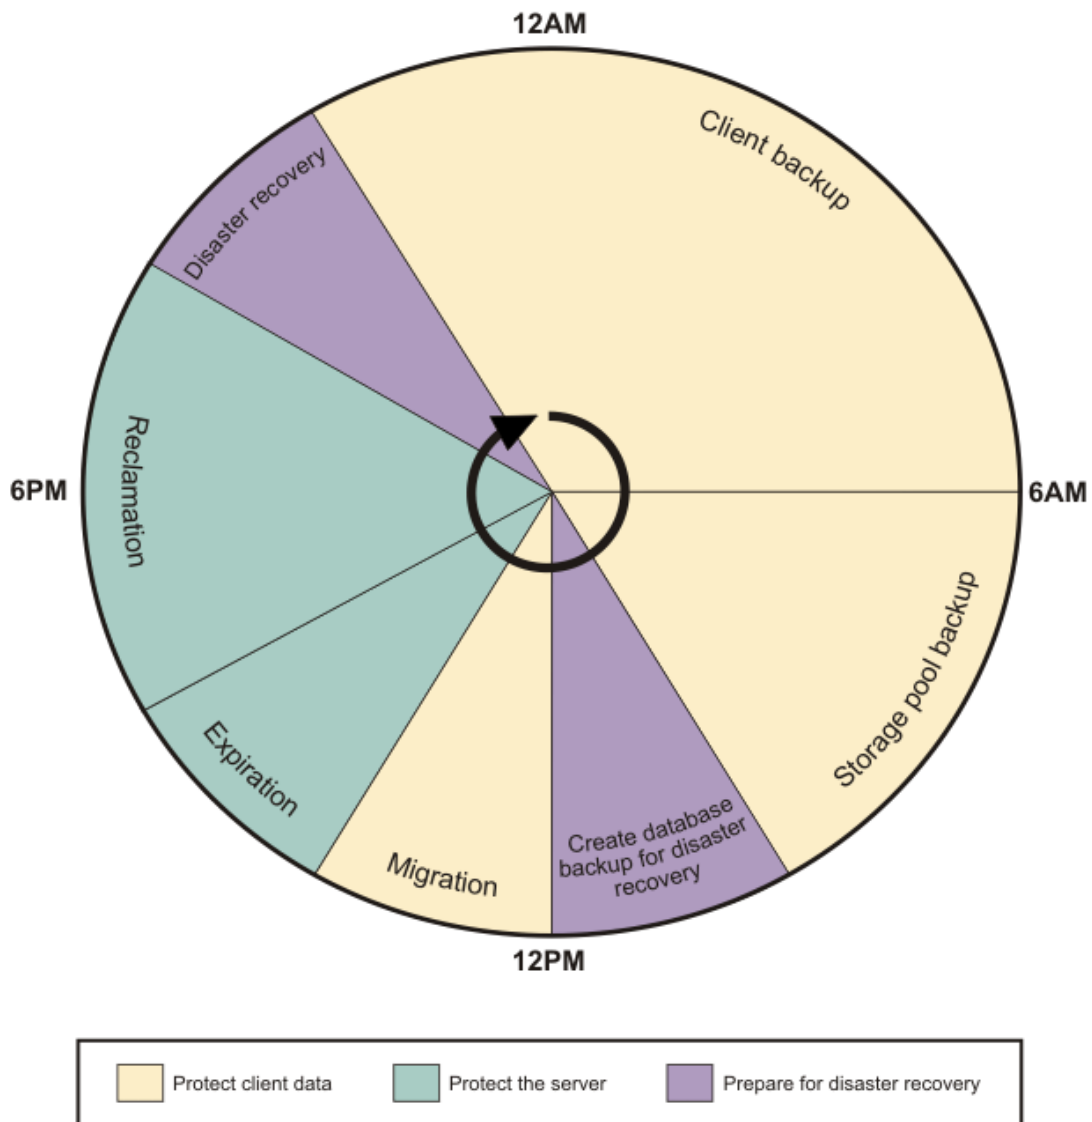 12AM
Client backup
Disaster recovery
Reclamation
6PM
6AM
Storage pool backup
Expiration
Create database
backup for disaster
recovery
Migration
12PM
Protect client data
Protect the server
Prepare for disaster recovery